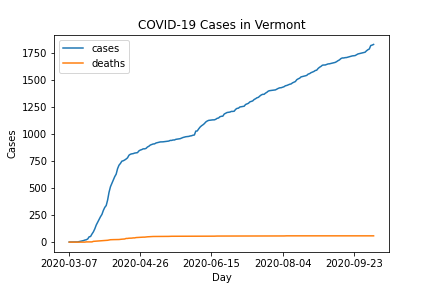 COVID-19 Cases in Vermont
cases
deaths
1750
1500
1250
1000
750
500
250
0
Cases
2020-03-07 2020-04-26 2020-06-15 2020-08-04 2020-09-23
Day